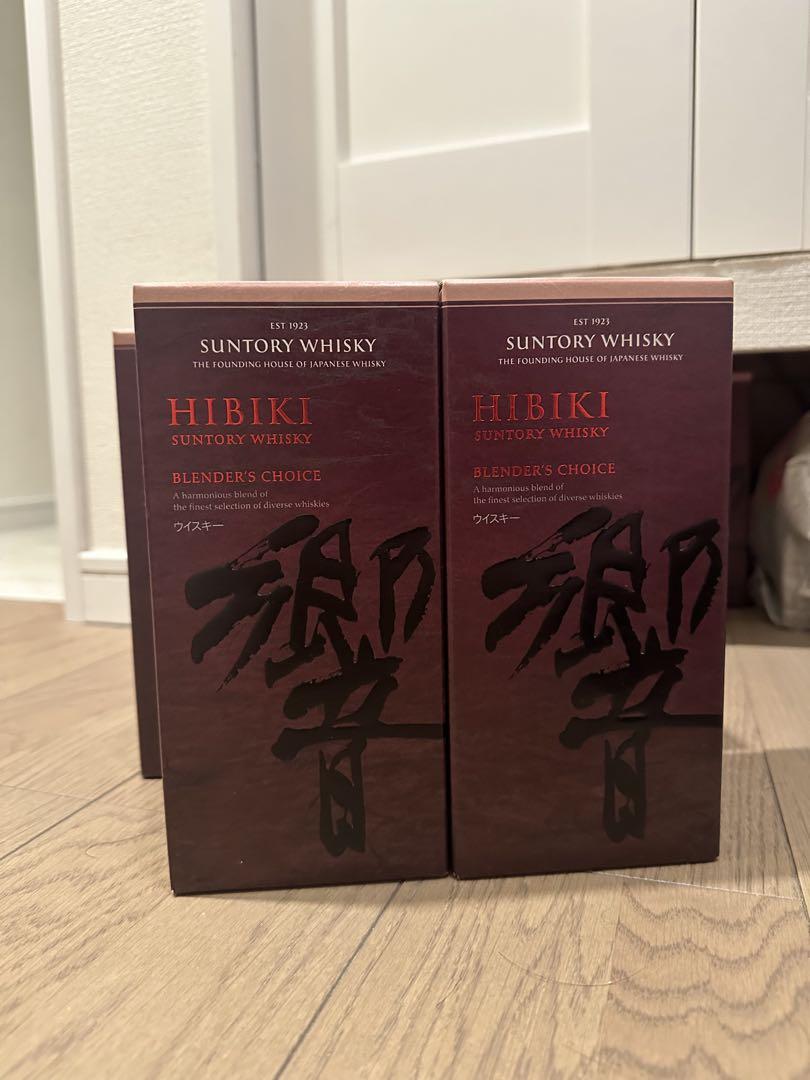 EST 1923
SUNTORY WHISKY
THE FOUNDING HOUSE OF JAPANESE WHISKY
HIBIKI
SUNTORY WHISKY
BLENDER'S CHOICE
A harmonious blend of
the finest selection of diverse whiskies
ウイスキー
響
EST 1923
SUNTORY WHISKY
THE FOUNDING HOUSE OF JAPANESE WHISKY
HIBIKI
SUNTORY WHISKY
BLENDER'S CHOICE
A harmonious blend of
the finest selection of diverse whiskies
ウイスキー
響